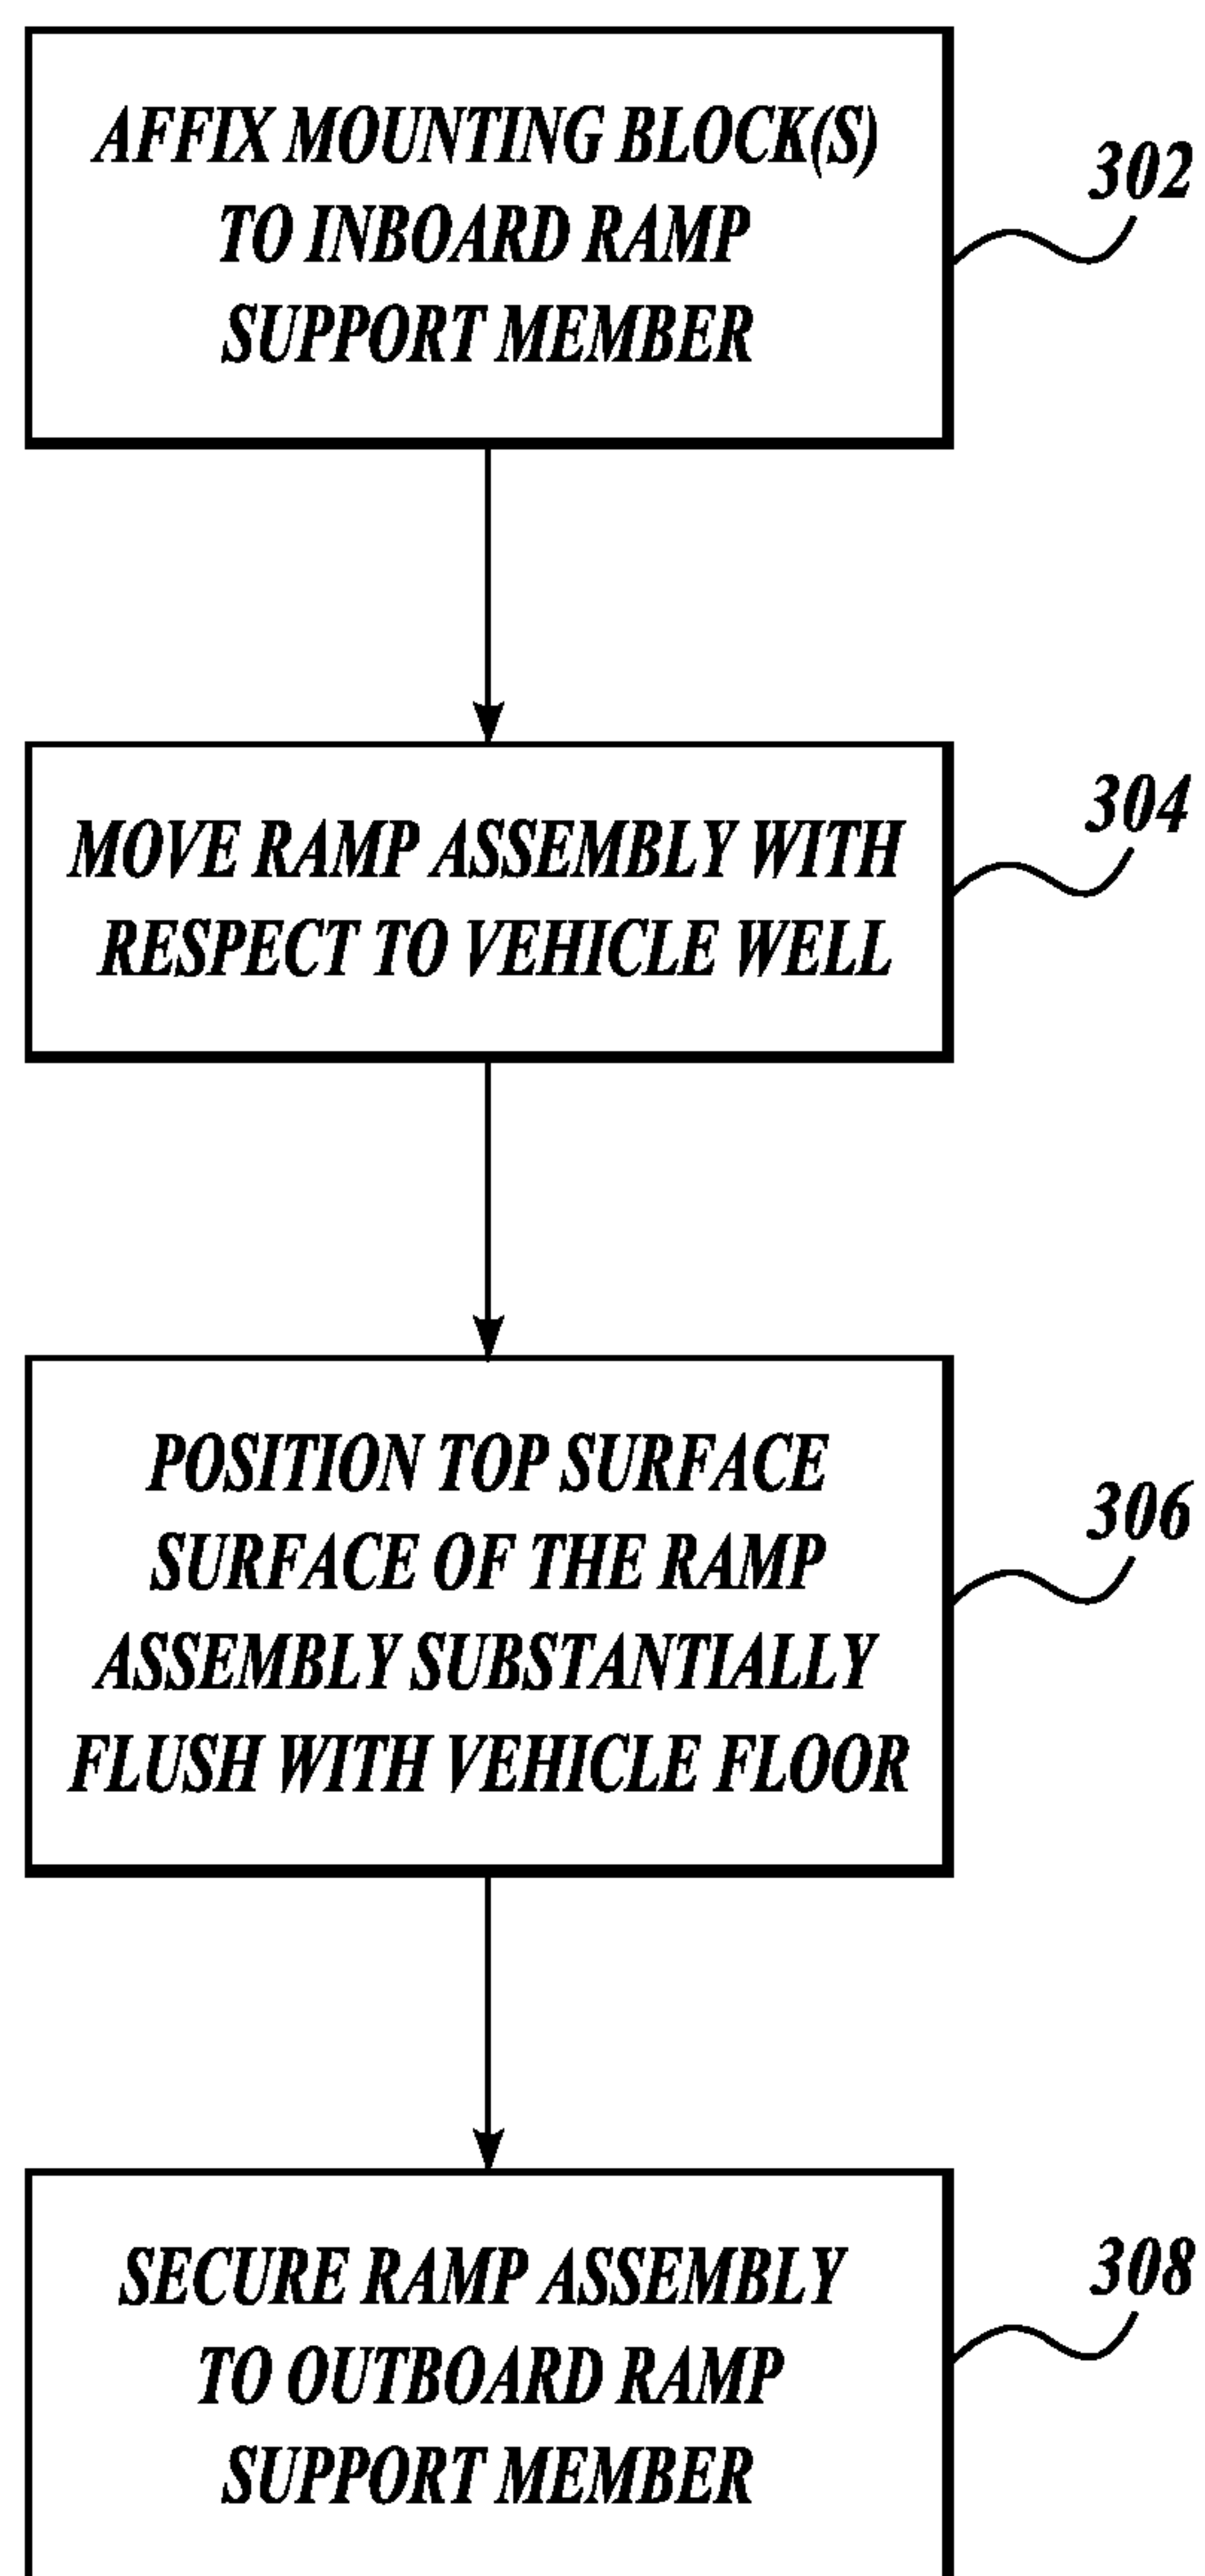 AFFIX MOUNTING BLOCK(S)
TO INBOARD RAMP
SUPPORT MEMBER
302
MOVE RAMP ASSEMBLY WITH
RESPECT TO VEHICLE WELL
304
POSITION TOP SURFACE
SURFACE OF THE RAMP
ASSEMBLY SUBSTANTIALLY
FLUSH WITH VEHICLE FLOOR
306
SECURE RAMP ASSEMBLY
TO OUTBOARD RAMP
SUPPORT MEMBER
308